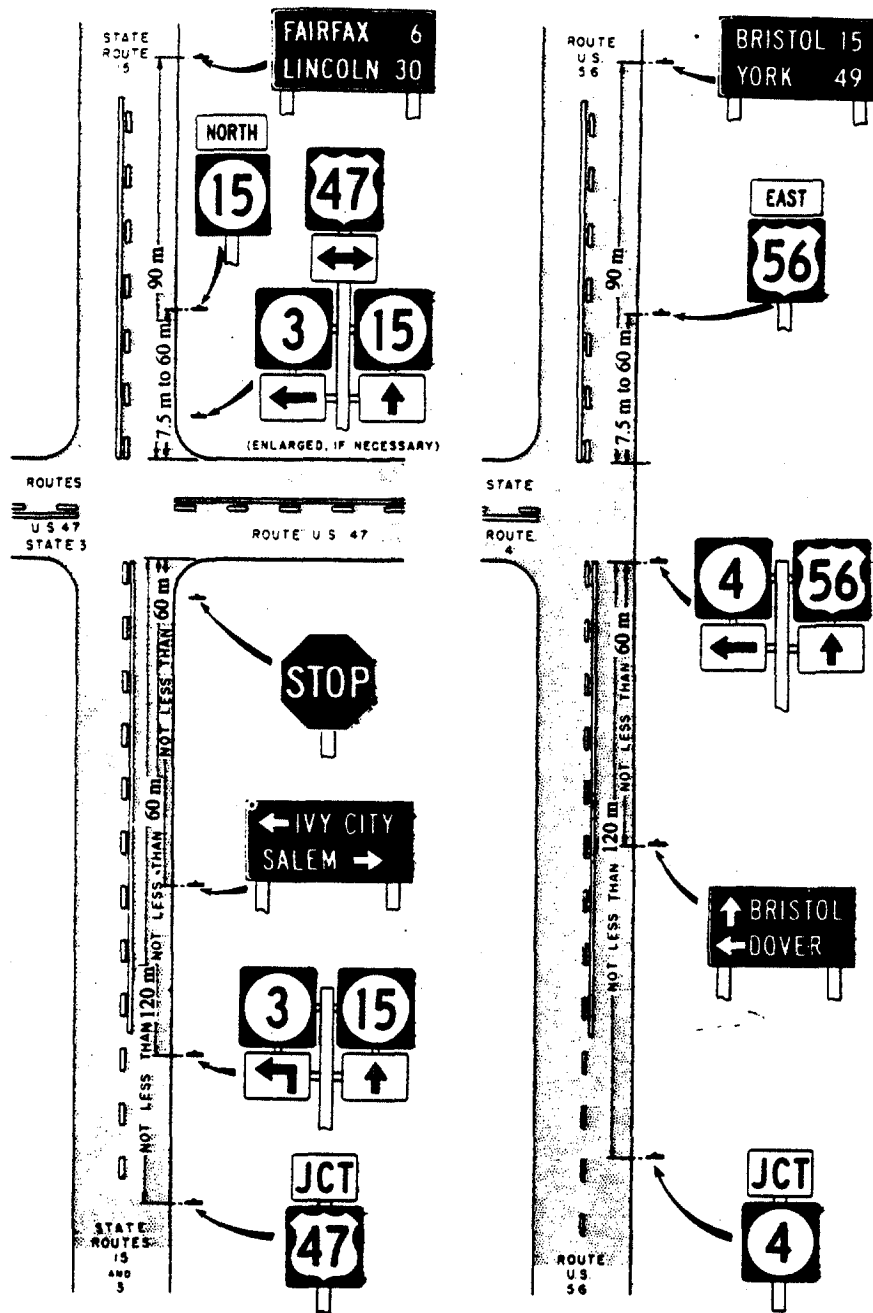 STATE
ROUTE
15
FAIRFAX 6
LINCOLN 30
NORTH
15
47
3
15
90 m
7.5 m to 60 m
(ENLARGED, IF NECESSARY)
ROUTES
U S 47
STATE 3
ROUTE U S 47
NOT LESS THAN 60 m
STOP
NOT LESS THAN 60 m
← IVY CITY
SALEM →
NOT LESS THAN 120 m
3
15
JCT
47
STATE
ROUTES
15
AND
3
ROUTE
U.S.
56
BRISTOL 15
YORK 49
EAST
56
90 m
7.5 m to 60 m
STATE
ROUTE
4
4
56
NOT LESS THAN 60 m
↑ BRISTOL
← DOVER
NOT LESS THAN 120 m
JCT
4
ROUTE
U.S.
56